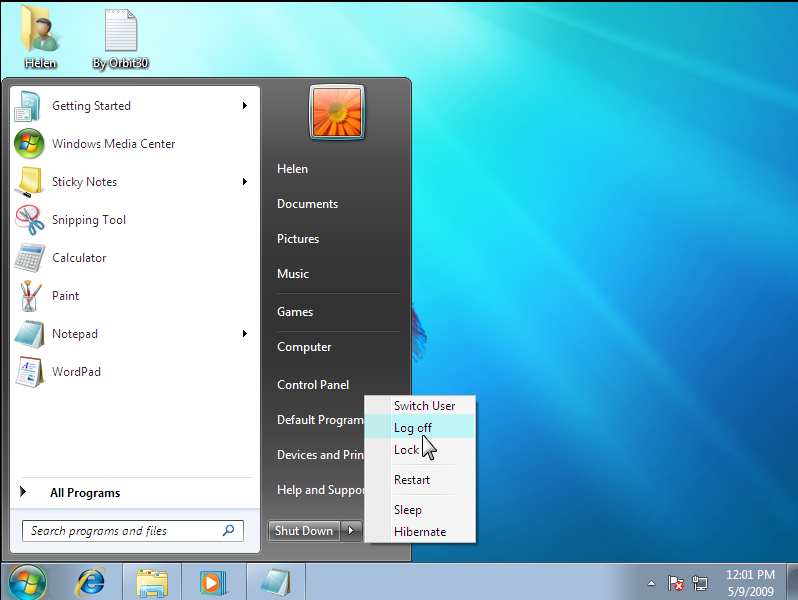 Helen
By Orbit30
Getting Started
Windows Media Center
Sticky Notes
Snipping Tool
Calculator
Paint
Notepad
WordPad
All Programs
Search programs and files
Helen
Documents
Pictures
Music
Games
Computer
Control Panel
Default Program
Devices and Prin
Help and Suppo
Shut Down
Switch User
Log off
Lock
Restart
Sleep
Hibernate
12:01 PM
5/9/2009